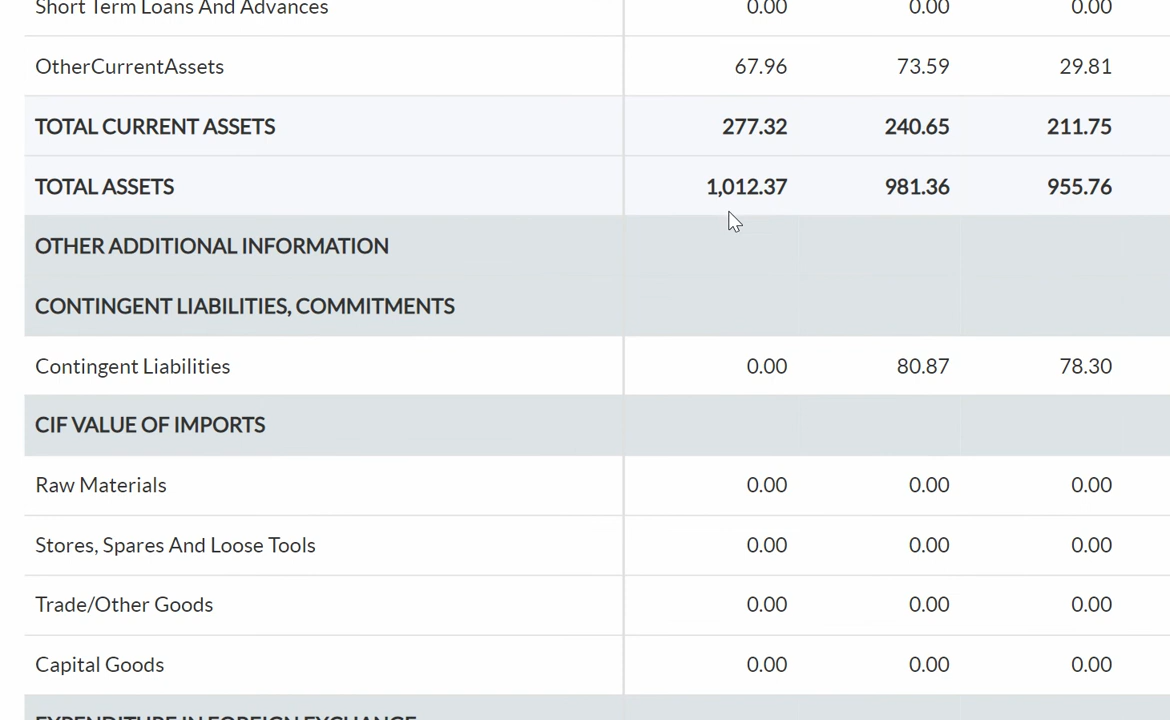 Short Term Loans And Advances 0.00 0.00 0.00
OtherCurrentAssets 67.96 73.59 29.81
TOTAL CURRENT ASSETS 277.32 240.65 211.75
TOTAL ASSETS 1,012.37 981.36 955.76
OTHER ADDITIONAL INFORMATION
CONTINGENT LIABILITIES, COMMITMENTS
Contingent Liabilities 0.00 80.87 78.30
CIF VALUE OF IMPORTS
Raw Materials 0.00 0.00 0.00
Stores, Spares And Loose Tools 0.00 0.00 0.00
Trade/Other Goods 0.00 0.00 0.00
Capital Goods 0.00 0.00 0.00
EXPENDITURE IN FOREIGN EXCHANGE